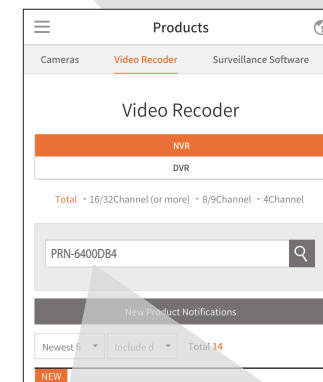 Products
Cameras Video Recoder Surveillance Software
Video Recoder
NVR
DVR
Total ・16/32Channel (or more) ・8/9Channel ・4Channel
PRN-6400DB4
New Product Notifications
Newest Include d Total 14
NEW